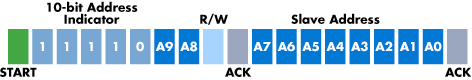 10-bit Address
Indicator
R/W
Slave Address
1 1 1 1 0 A9 A8 A7 A6 A5 A4 A3 A2 A1 A0
START
ACK
ACK